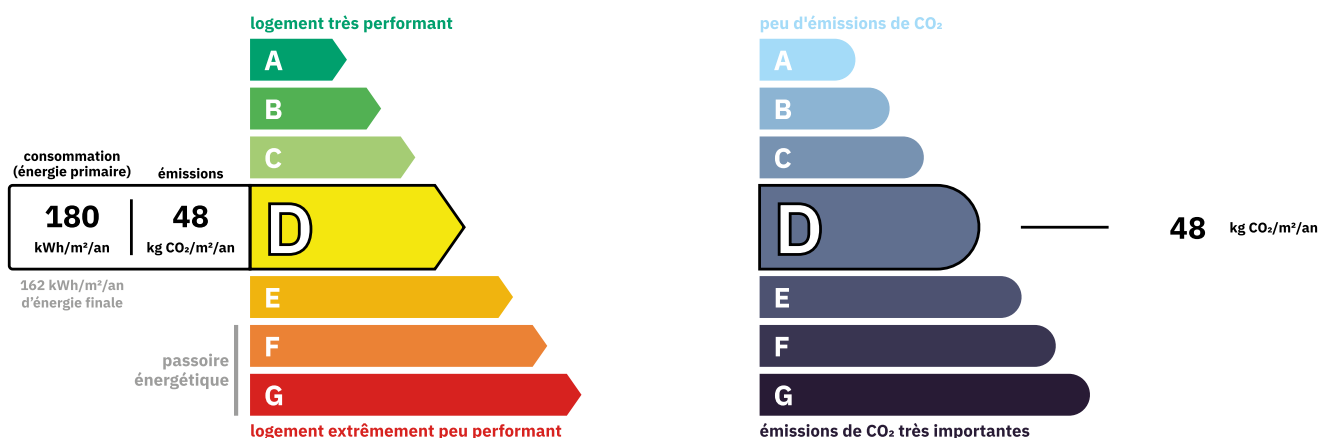 logement très performant
A
B
C
consommation
(énergie primaire)
émissions
180
kWh/m²/an
48
kg CO₂/m²/an
D
162 kWh/m²/an
d'énergie finale
E
F
passoire
énergétique
G
logement extrêmement peu performant
peu d'émissions de CO₂
A
B
C
D
48 kg CO₂/m²/an
E
F
G
émissions de CO₂ très importantes